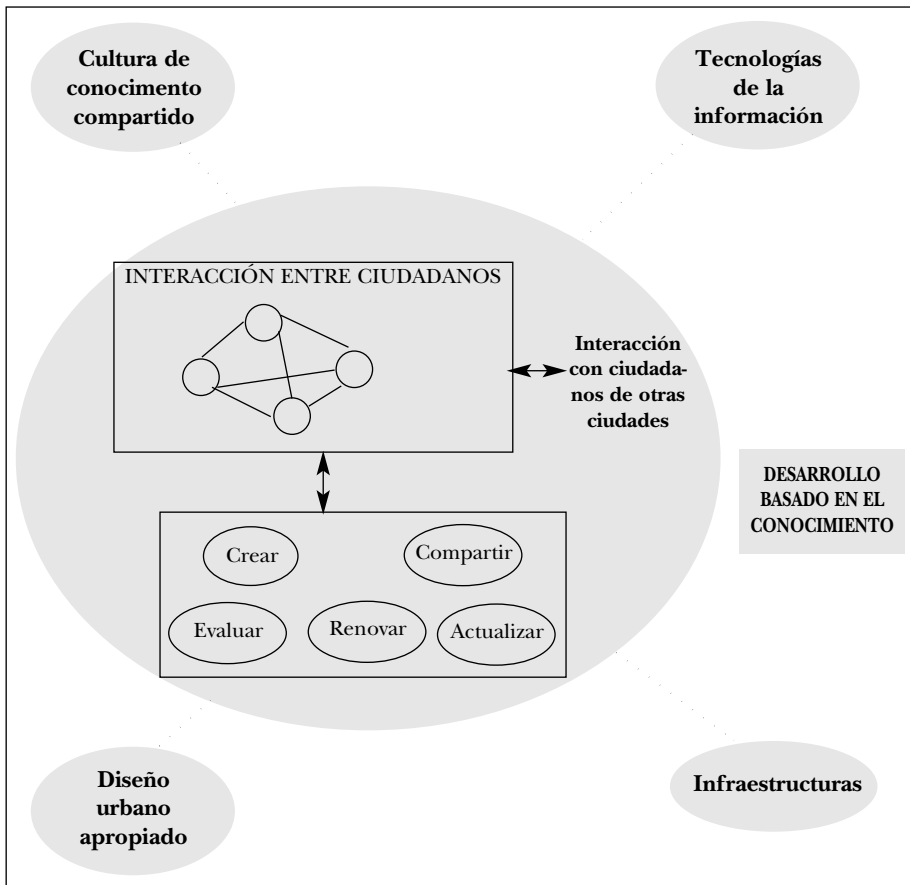 Cultura de
conocimento
compartido
Tecnologías
de la
información
INTERACCIÓN ENTRE CIUDADANOS
Interacción
con ciudada-
nos de otras
ciudades
DESARROLLO
BASADO EN EL
CONOCIMIENTO
Crear
Compartir
Evaluar
Renovar
Actualizar
Diseño
urbano
apropiado
Infraestructuras